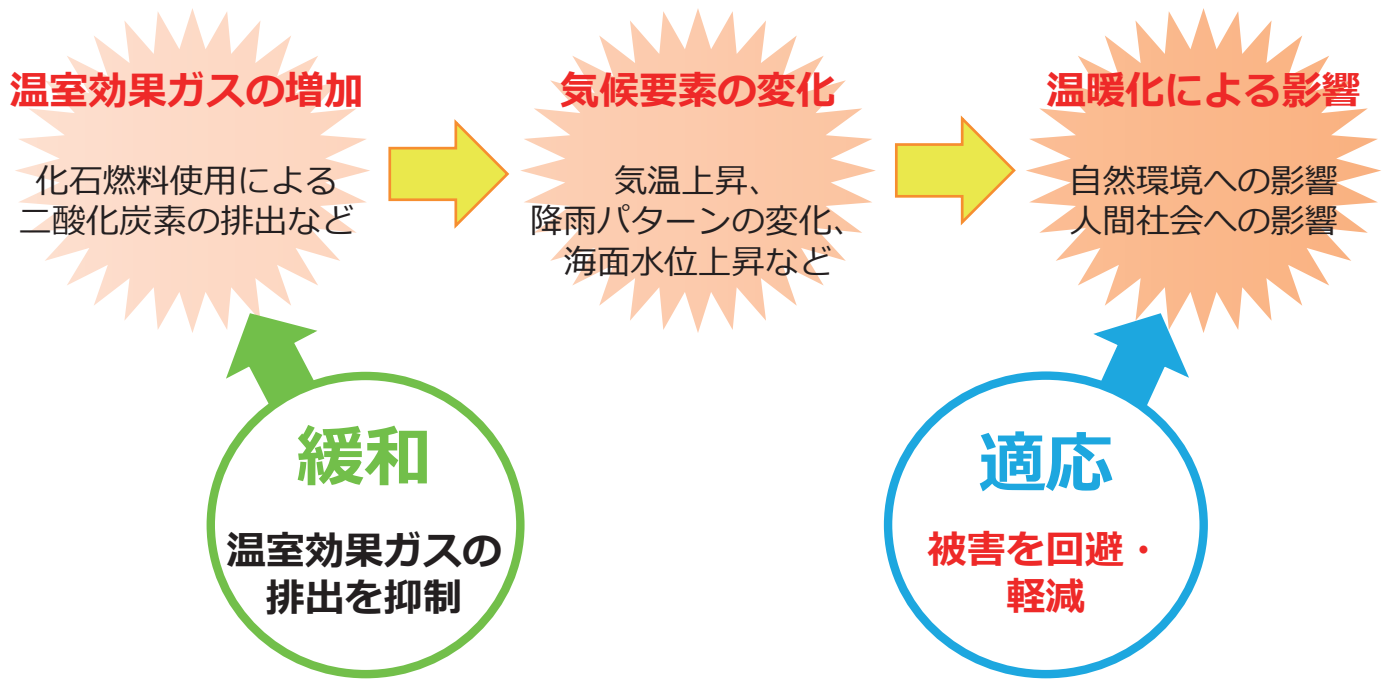 温室効果ガスの増加
化石燃料使用による
二酸化炭素の排出など
気候要素の変化
気温上昇、
降雨パターンの変化、
海面水位上昇など
温暖化による影響
自然環境への影響
人間社会への影響
緩和
温室効果ガスの
排出を抑制
適応
被害を回避・
軽減